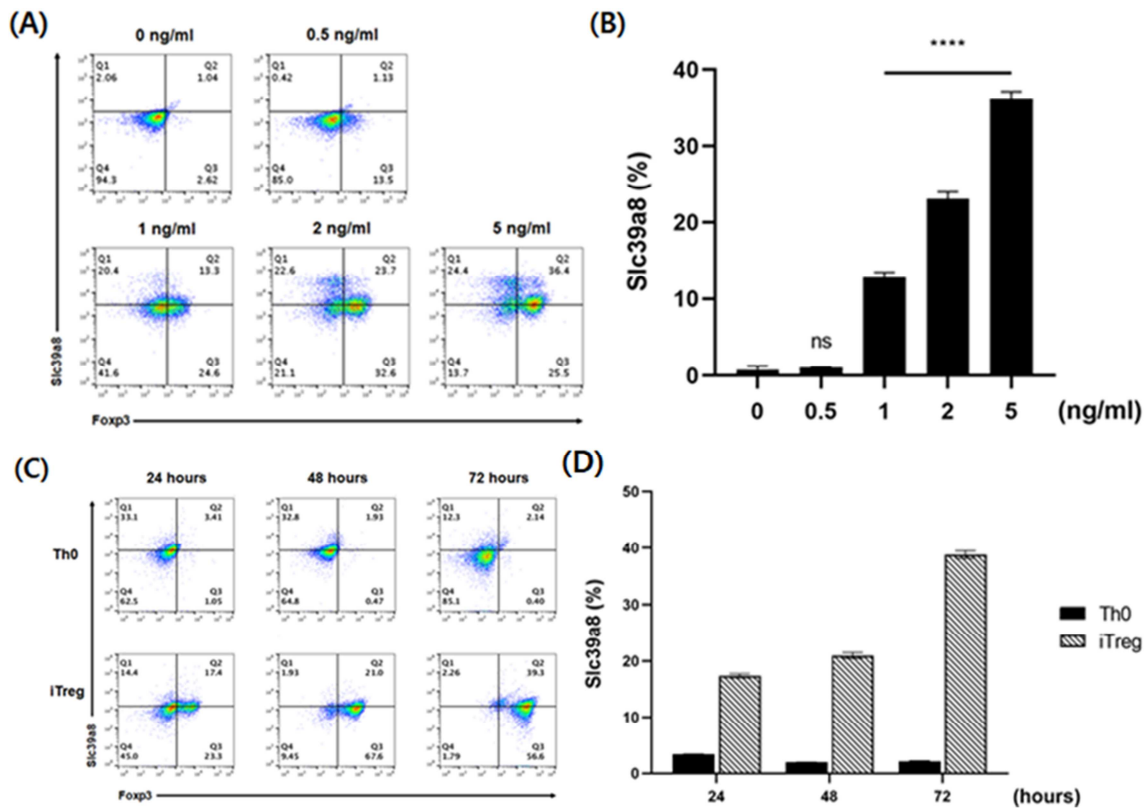 (A)
0 ng/ml 0.5 ng/ml
Q1 2.06 Q2 1.04
Q4 94.3 Q3 2.62
Q1 0.42 Q2 1.13
Q4 85.0 Q3 13.5
1 ng/ml 2 ng/ml 5 ng/ml
Q1 20.4 Q2 13.3
Q4 41.6 Q3 24.6
Q1 22.6 Q2 23.7
Q4 21.1 Q3 32.6
Q1 24.4 Q2 36.4
Q4 13.7 Q3 25.5
Slc39a8
Foxp3
(B)
****
ns
Slc39a8 (%)
40
30
20
10
0
0 0.5 1 2 5 (ng/ml)
(C)
24 hours 48 hours 72 hours
Th0
Q1 33.1 Q2 3.41
Q4 62.5 Q3 1.05
Q1 32.8 Q2 1.93
Q4 64.8 Q3 0.47
Q1 12.3 Q2 2.14
Q4 85.1 Q3 0.40
iTreg
Q1 14.4 Q2 17.4
Q4 45.0 Q3 23.3
Q1 1.93 Q2 21.0
Q4 9.45 Q3 67.6
Q1 2.26 Q2 39.3
Q4 1.79 Q3 56.6
Slc39a8
Foxp3
(D)
Slc39a8 (%)
50
40
30
20
10
0
24 48 72 (hours)
Th0
iTreg